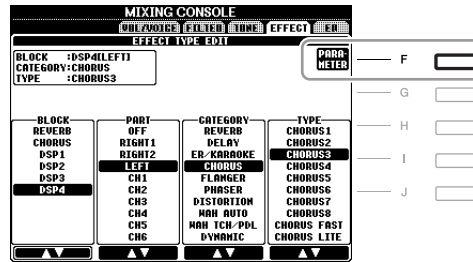 MIXING CONSOLE
VOL/VOICE FILTER TUNE EFFECT EQ
EFFECT TYPE EDIT
BLOCK :DSP4[LEFT]
CATEGORY:CHORUS
TYPE :CHORUS3
PARA-
METER
F
G
H
I
J
BLOCK
REVERB
CHORUS
DSP1
DSP2
DSP3
DSP4
PART
OFF
RIGHT1
RIGHT2
LEFT
CH1
CH2
CH3
CH4
CH5
CH6
CATEGORY
REVERB
DELAY
ER/KARAOKE
CHORUS
FLANGER
PHASER
DISTORTION
WAH AUTO
WAH TCH/PDL
DYNAMIC
TYPE
CHORUS1
CHORUS2
CHORUS3
CHORUS4
CHORUS5
CHORUS6
CHORUS7
CHORUS8
CHORUS FAST
CHORUS LITE
▲▼ ▲▼ ▲▼ ▲▼